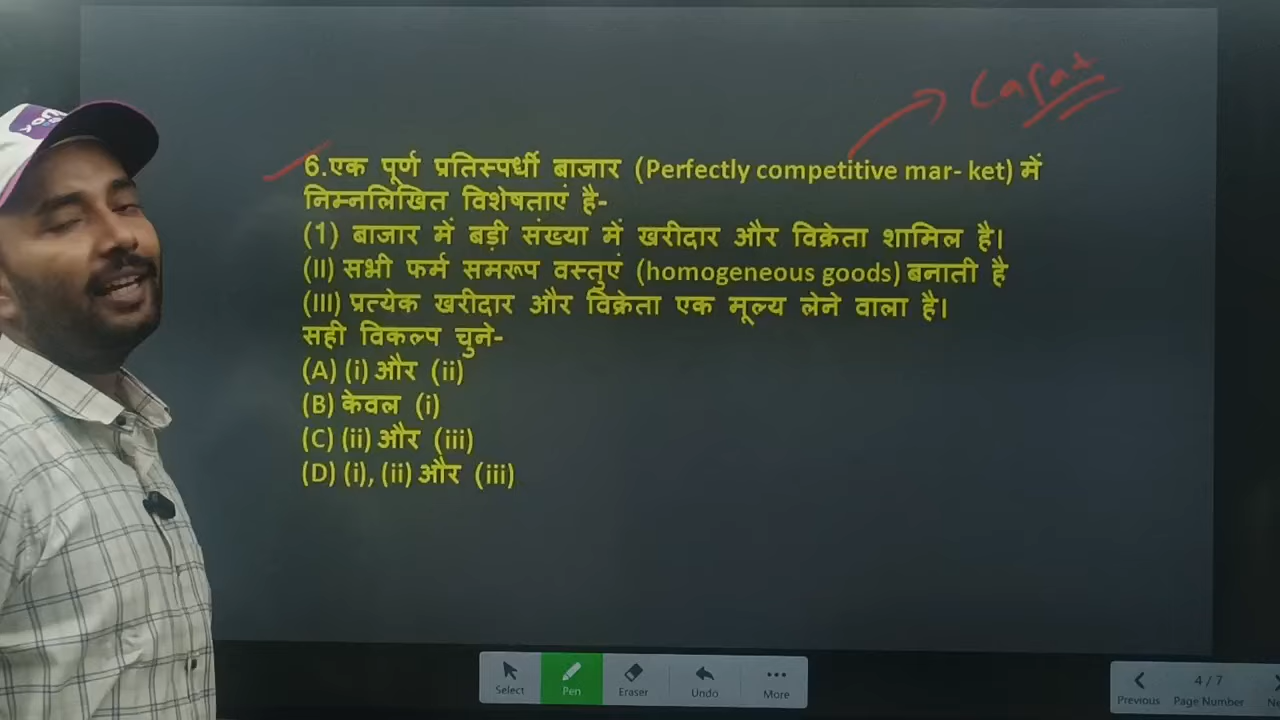 6.एक पूर्ण प्रतिस्पर्धी बाजार (Perfectly competitive mar- ket) में
निम्नलिखित विशेषताएं है-
(1) बाजार में बड़ी संख्या में खरीदार और विक्रेता शामिल है।
(II) सभी फर्म समरूप वस्तुएं (homogeneous goods) बनाती है
(III) प्रत्येक खरीदार और विक्रेता एक मूल्य लेने वाला है।
सही विकल्प चुने-
(A) (i) और (ii)
(B) केवल (i)
(C) (ii) और (iii)
(D) (i), (ii) और (iii)
Select
Pen
Eraser
Undo
More
Previous
4 / 7
Page Number